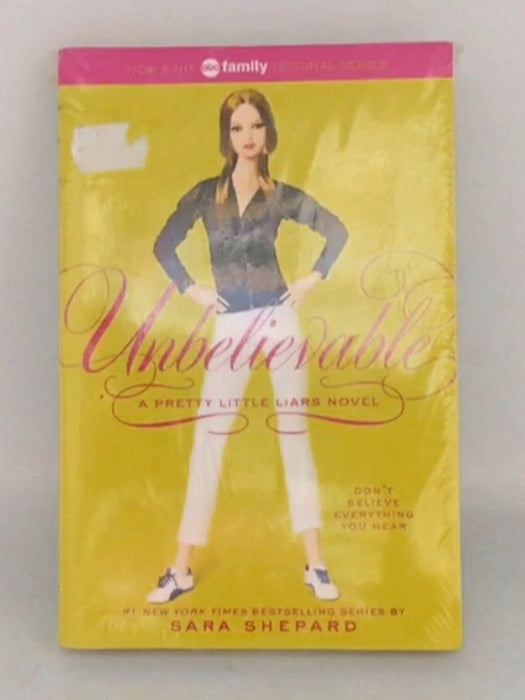 NOW A HIT abc family ORIGINAL SERIES
Unbelievable
A PRETTY LITTLE LIARS NOVEL
DON'T
BELIEVE
EVERYTHING
YOU HEAR
#1 NEW YORK TIMES BESTSELLING SERIES BY
SARA SHEPARD